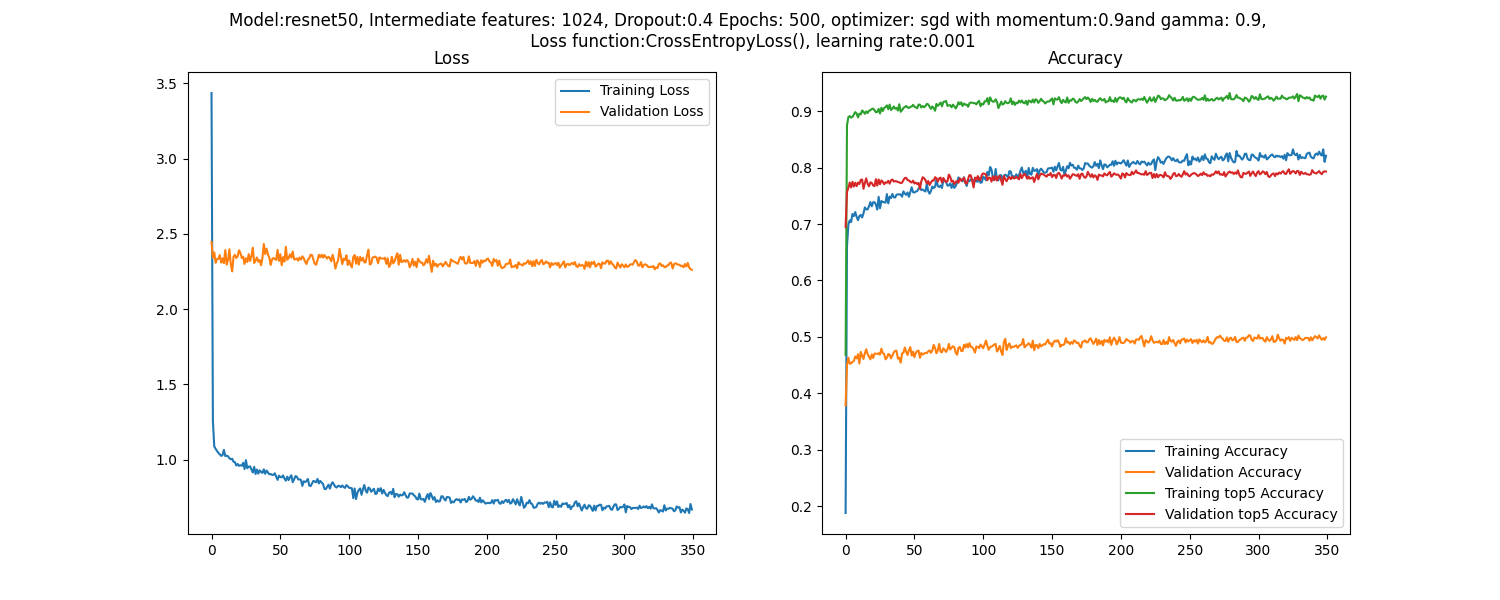 Model:resnet50, Intermediate features: 1024, Dropout:0.4 Epochs: 500, optimizer: sgd with momentum:0.9and gamma: 0.9,
Loss function:CrossEntropyLoss(), learning rate:0.001
Loss
3.5
3.0
2.5
2.0
1.5
1.0
0 50 100 150 200 250 300 350
Training Loss
Validation Loss
Accuracy
0.9
0.8
0.7
0.6
0.5
0.4
0.3
0.2
0 50 100 150 200 250 300 350
Training Accuracy
Validation Accuracy
Training top5 Accuracy
Validation top5 Accuracy